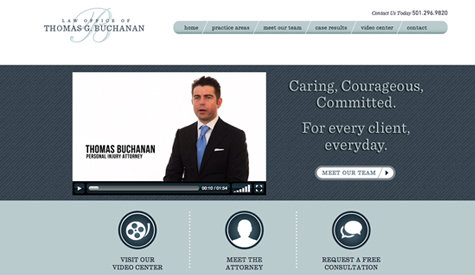 LAW OFFICE OF
THOMAS G. BUCHANAN
Contact Us Today 501.296.9820
home practice areas meet our team case results video center contact
THOMAS BUCHANAN
PERSONAL INJURY ATTORNEY
00:10 / 01:54
Caring, Courageous,
Committed.
For every client,
everyday.
MEET OUR TEAM
VISIT OUR
VIDEO CENTER
MEET THE
ATTORNEY
REQUEST A FREE
CONSULTATION